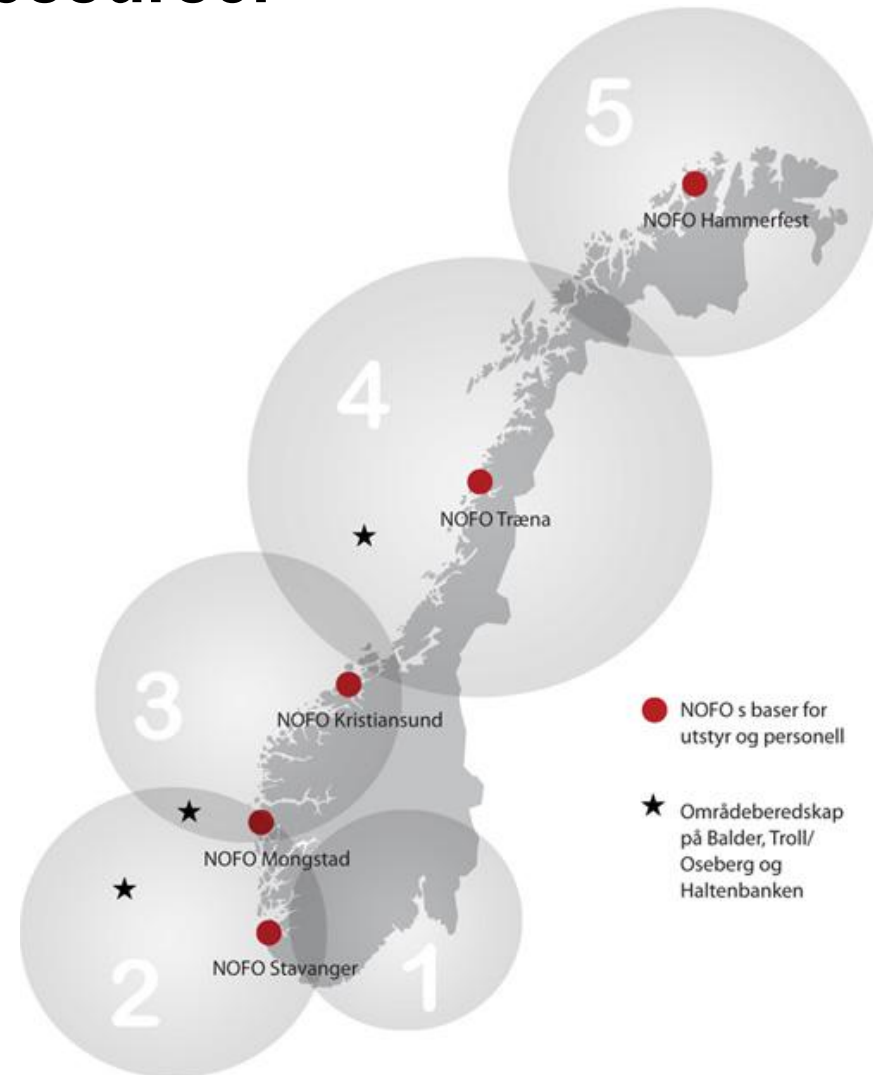 5
NOFO Hammerfest
4
NOFO Træna
3
NOFO Kristiansund
NOFO s baser for
utstyr og personell
Områdeberedskap
på Balder, Troll/
Oseberg og
Haltenbanken
NOFO Mongstad
2
NOFO Stavanger
1